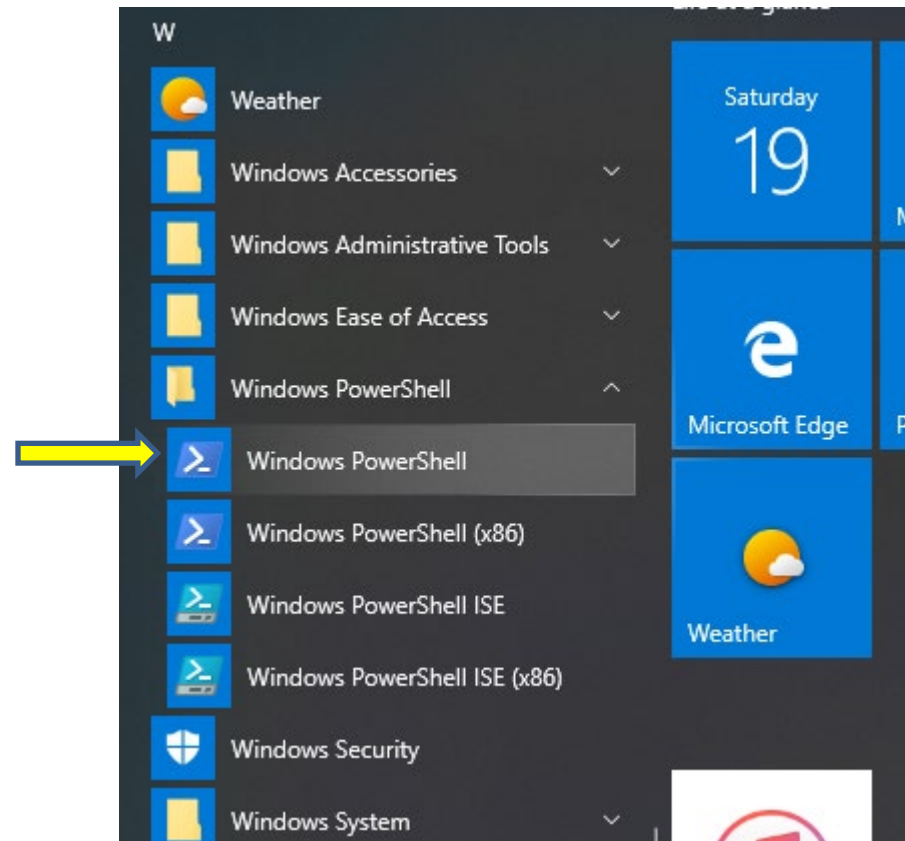 W
Weather
Windows Accessories
Windows Administrative Tools
Windows Ease of Access
Windows PowerShell
Windows PowerShell
Windows PowerShell (x86)
Windows PowerShell ISE
Windows PowerShell ISE (x86)
Windows Security
Windows System
Saturday
19
Microsoft Edge
Weather